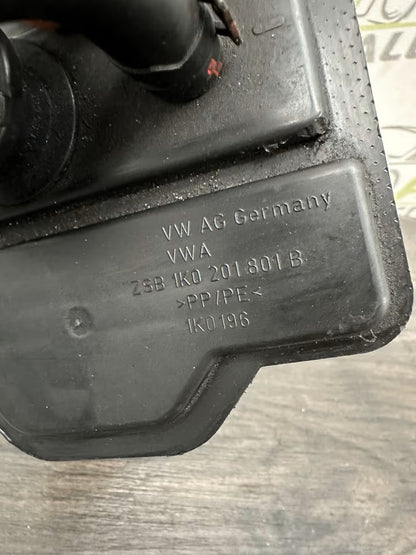 VW AG Germany
VWA
ZSB 1K0 201 801 B
>PP/PE<
1K0196